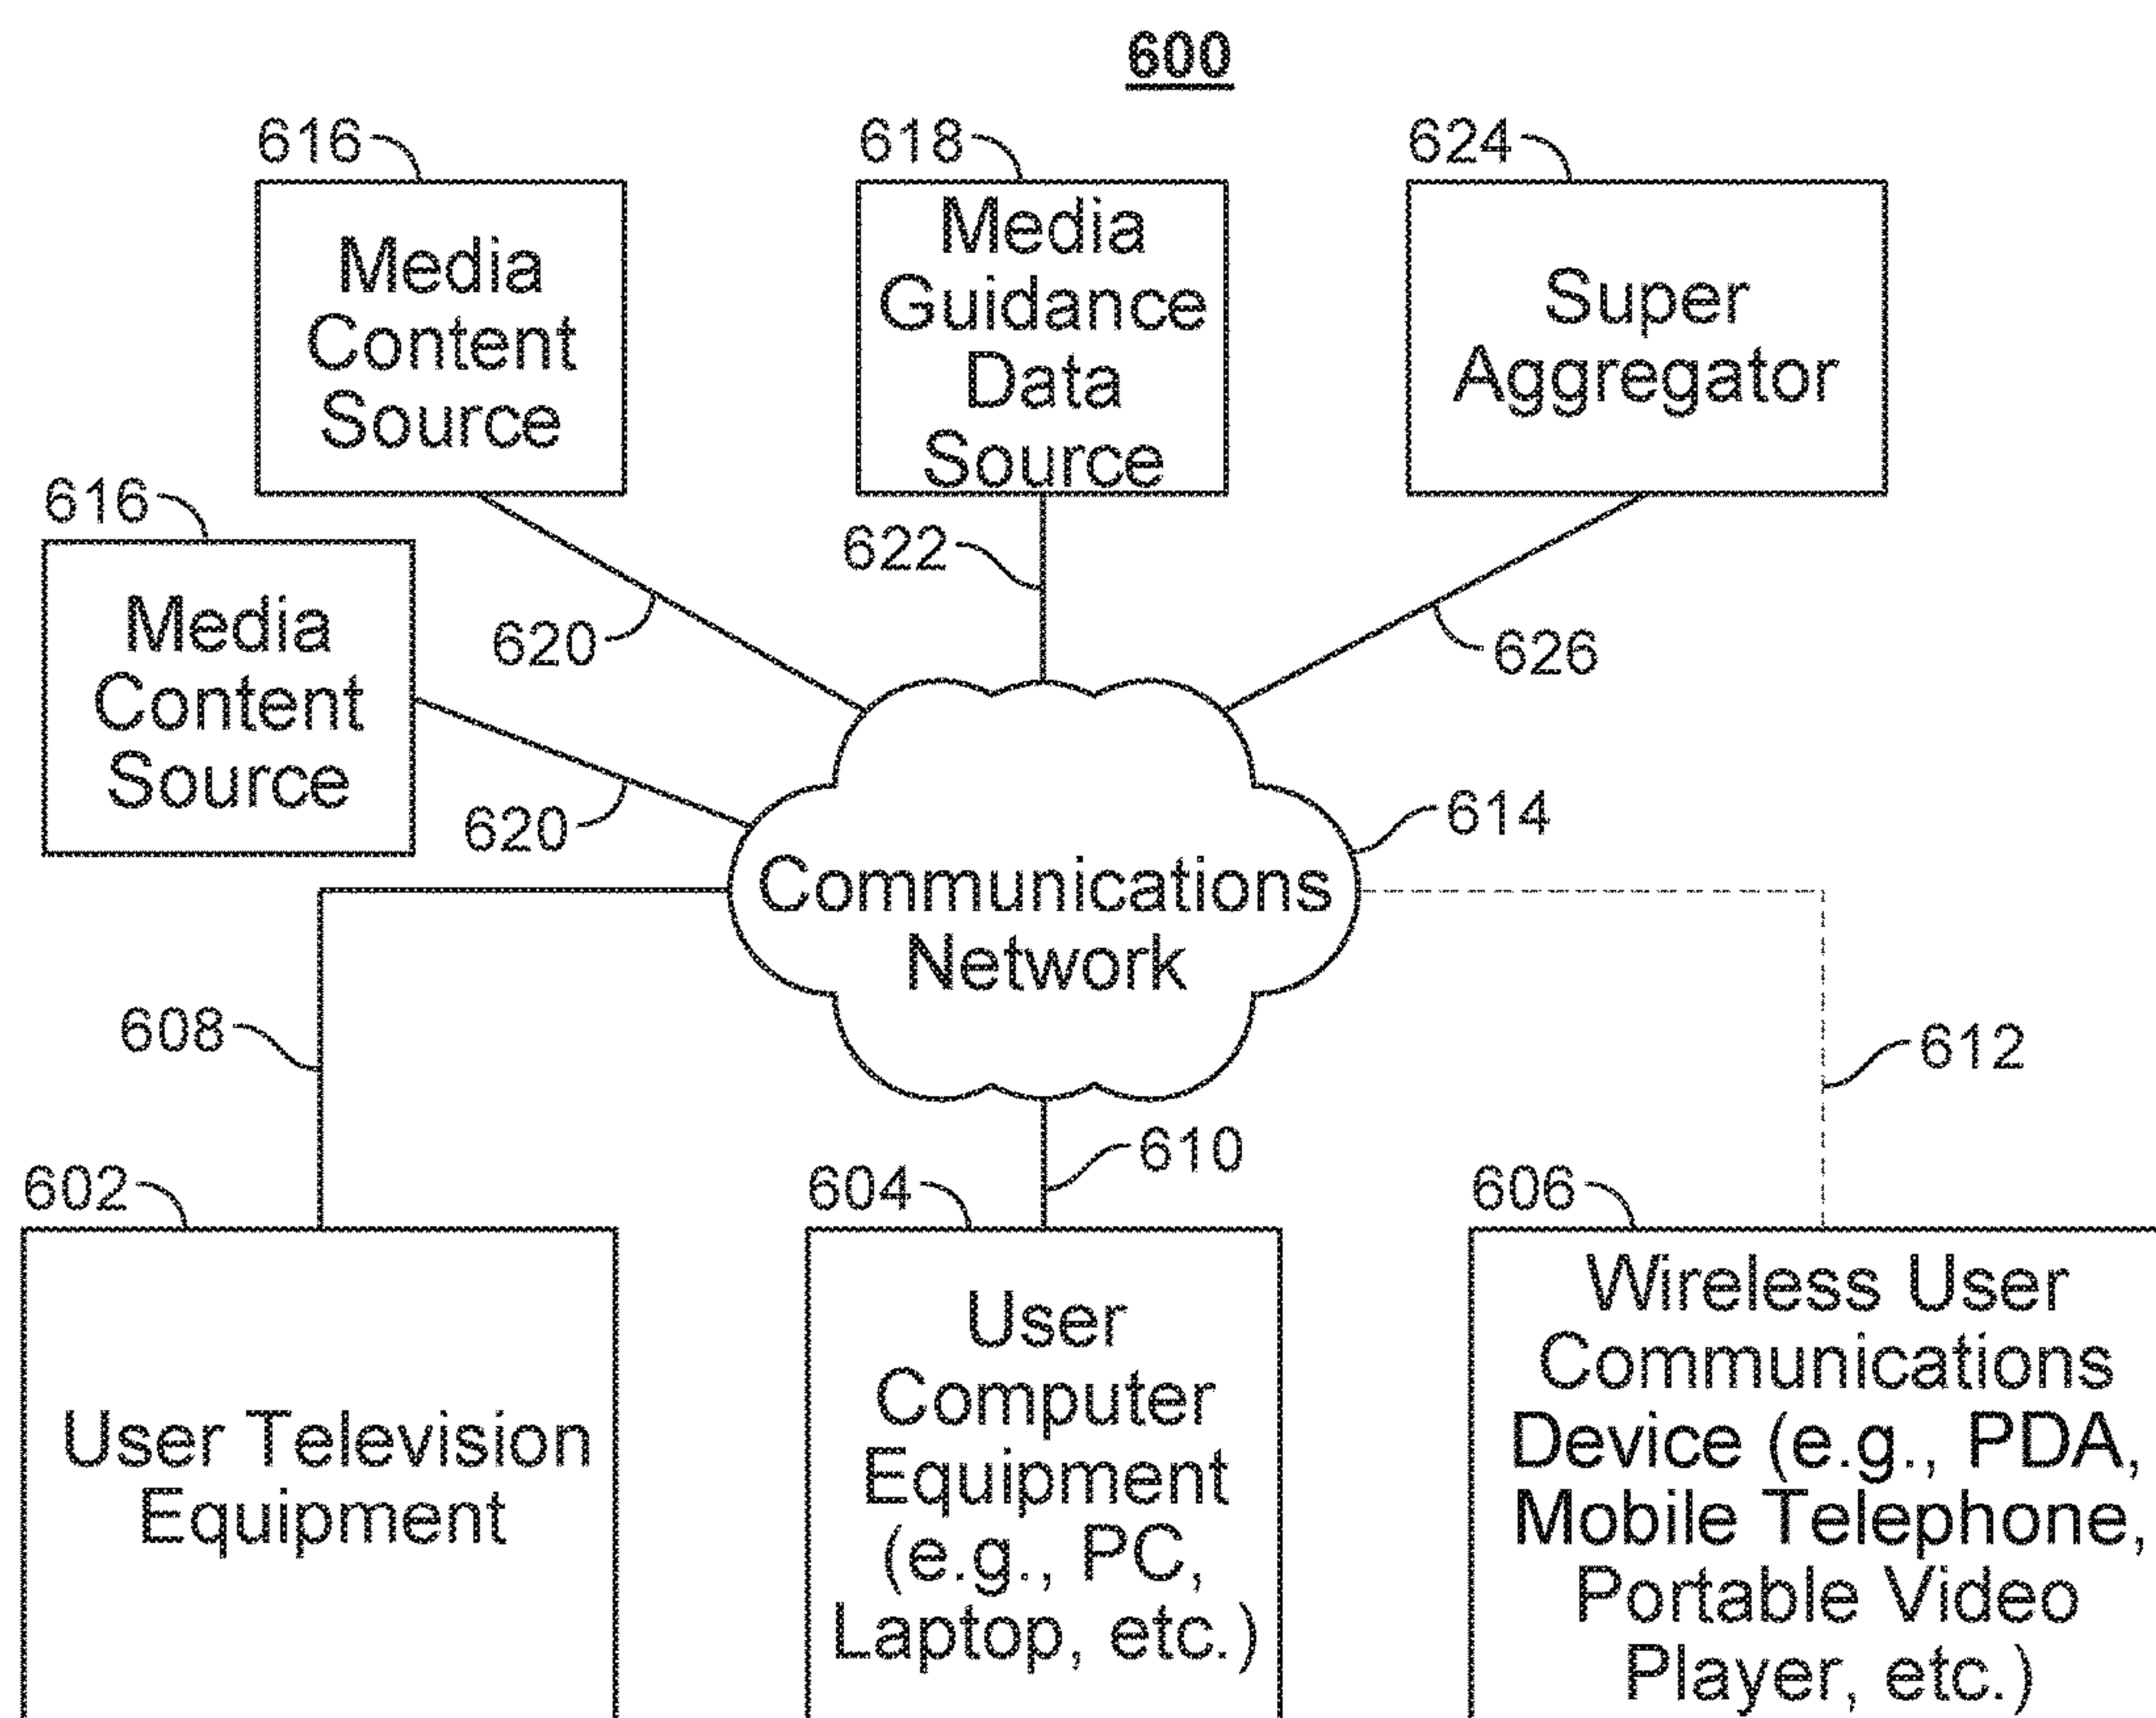 600
616
618
624
Media
Content
Source
Media
Guidance
Data
Source
Super
Aggregator
616
622
620
626
Media
Content
Source
620
614
Communications
Network
608
612
610
602
604
606
User Television
Equipment
User
Computer
Equipment
(e.g., PC,
Laptop, etc.)
Wireless User
Communications
Device (e.g., PDA,
Mobile Telephone,
Portable Video
Player, etc.)